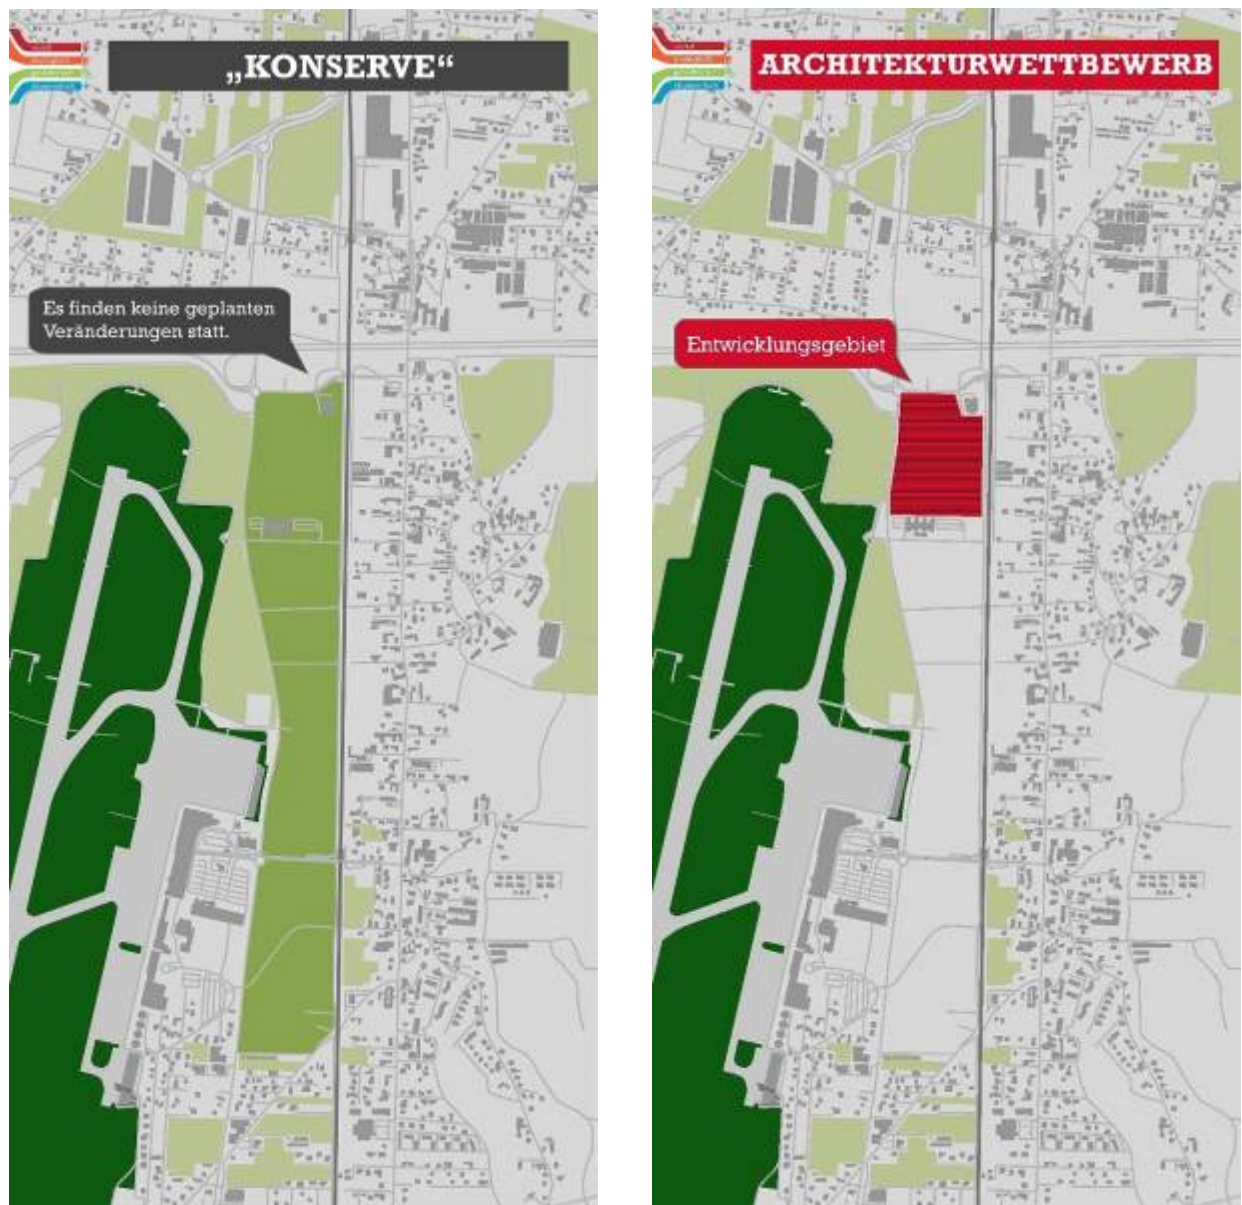 „KONSERVE“
Es finden keine geplanten
Veränderungen statt.
ARCHITEKTURWETTBEWERB
Entwicklungsgebiet